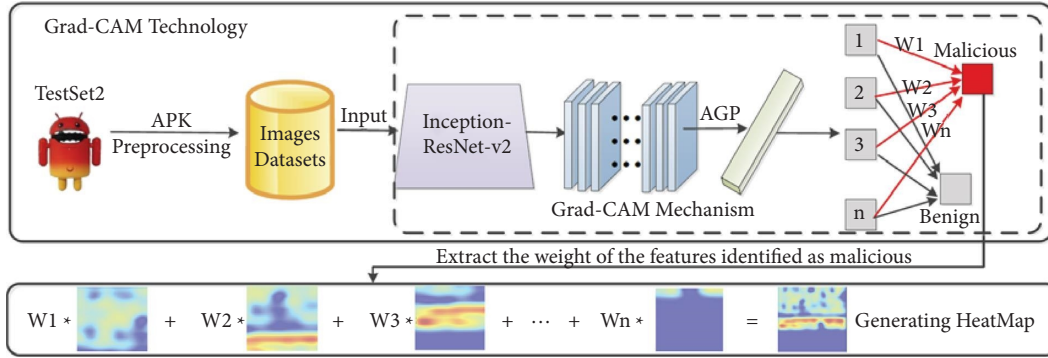 Grad-CAM Technology
TestSet2
APK
Preprocessing
Images
Datasets
Input
Inception-
ResNet-v2
AGP
Grad-CAM Mechanism
1
2
3
n
W1
W2
W3
Wn
Malicious
Benign
Extract the weight of the features identified as malicious
W1 * + W2 * + W3 * + ... + Wn * = Generating HeatMap